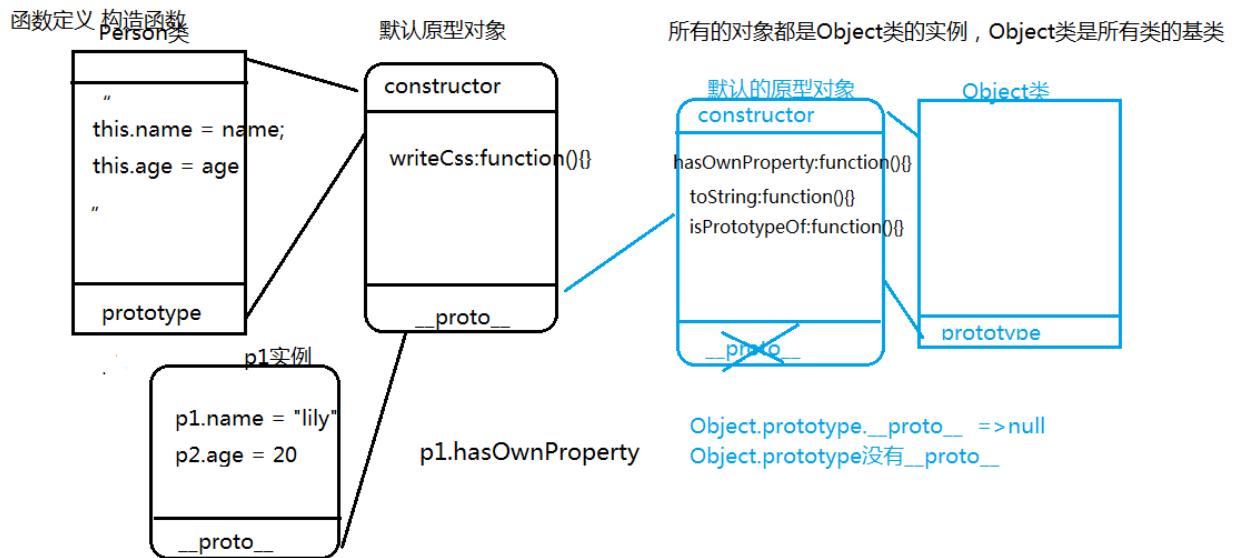 函数定义 构造函数
Person类
"
this.name = name;
this.age = age
"
prototype
默认原型对象
constructor
writeCss:function(){}
__proto__
p1实例
p1.name = "lily"
p2.age = 20
__proto__
p1.hasOwnProperty
所有的对象都是Object类的实例，Object类是所有类的基类
默认的原型对象
constructor
hasOwnProperty:function(){}
toString:function(){}
isPrototypeOf:function(){}
__proto__
Object类
prototype
Object.prototype.__proto__ =>null
Object.prototype没有__proto__